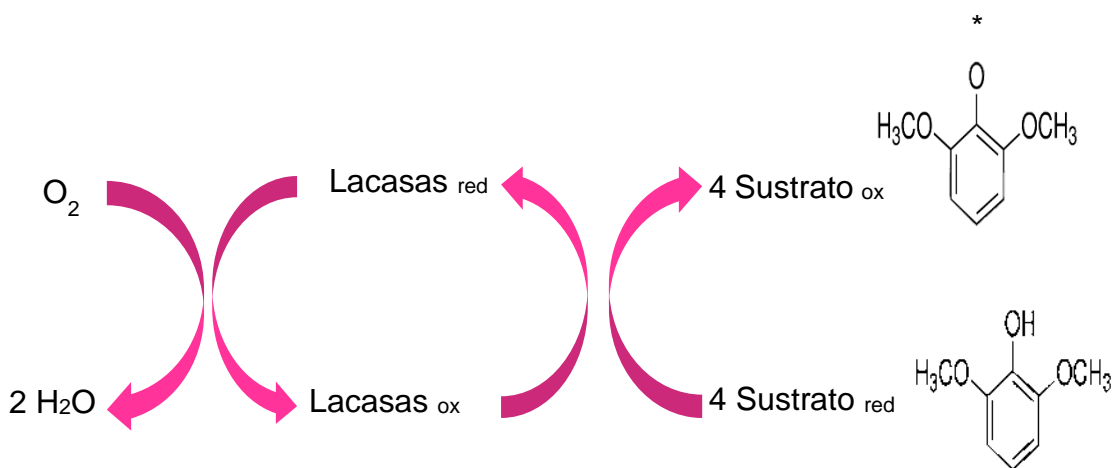 *
O
H3CO
OCH3
O2
Lacasas red
4 Sustrato ox
OH
H3CO
OCH3
2 H2O
Lacasas ox
4 Sustrato red